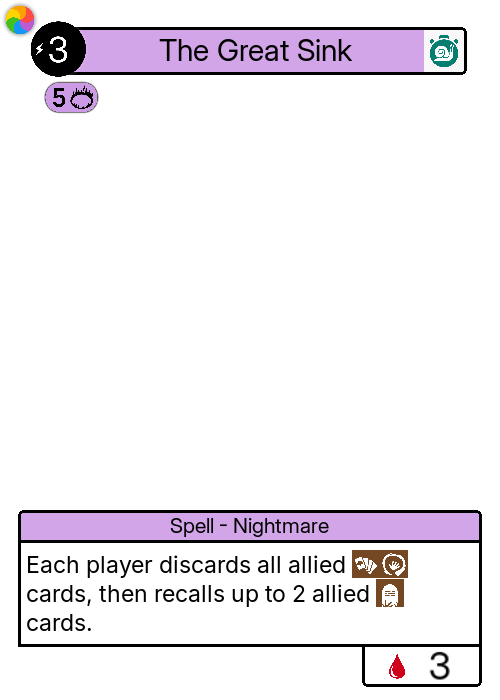 3 The Great Sink
5
Spell - Nightmare
Each player discards all allied
cards, then recalls up to 2 allied
cards.
3